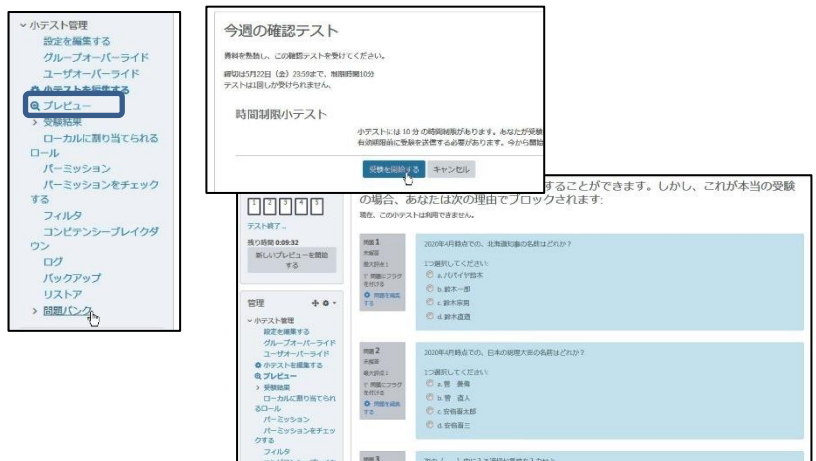 小テスト管理
設定を編集する
グループオーバーライド
ユーザオーバーライド
小テストを編集する
プレビュー
受験結果
ローカルに割り当てられる
ロール
パーミッション
パーミッションをチェック
する
フィルタ
コンピテンシーブレイクダ
ウン
ログ
バックアップ
リストア
問題バンク
今週の確認テスト
資料を熟読し、この確認テストを受けてください。
締切は5月22日（金）23:59まで、制限時間10分
テストは1回しか受けられません。
時間制限小テスト
小テストには 10 分 の時間制限があります。あなたが受験
有効期限前に受験を送信する必要があります。今から開始
受験を開始する キャンセル
することができます。しかし、これが本当の受験
の場合、あなたは次の理由でブロックされます:
現在、この小テストは利用できません。
1 2 3 4 5
テスト終了 ..
残り時間 0:09:32
新しいプレビューを開始
する
管理
小テスト管理
設定を編集する
グループオーバーライド
ユーザオーバーライド
小テストを編集する
プレビュー
受験結果
ローカルに割り当てられ
るロール
パーミッション
パーミッションをチェッ
クする
フィルタ
問題 1
未解答
最大評点 1
問題にフラグ
を付ける
問題を編集
する
2020年4月時点での、北海道知事の名前はどれか？
1つ選択してください:
a. パパイヤ鈴木
b. 鈴木一郎
c. 鈴木宗男
d. 鈴木直道
問題 2
未解答
最大評点 1
問題にフラグ
を付ける
問題を編集
する
2020年4月時点での、日本の総理大臣の名前はどれか？
1つ選択してください:
a. 菅 義偉
b. 菅 直人
c. 安倍晋太郎
d. 安倍晋三
問題 3